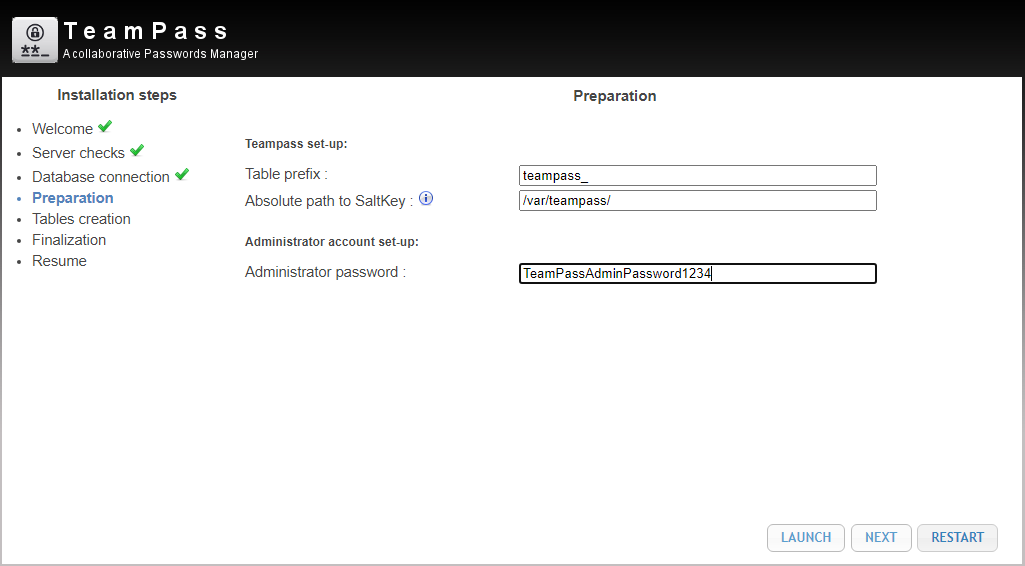 TeamPass
A collaborative Passwords Manager
Installation steps
Welcome
Server checks
Database connection
Preparation
Tables creation
Finalization
Resume
Preparation
Teampass set-up:
Table prefix :
teampass_
Absolute path to SaltKey :
/var/teampass/
Administrator account set-up:
Administrator password :
TeamPassAdminPassword1234
LAUNCH
NEXT
RESTART